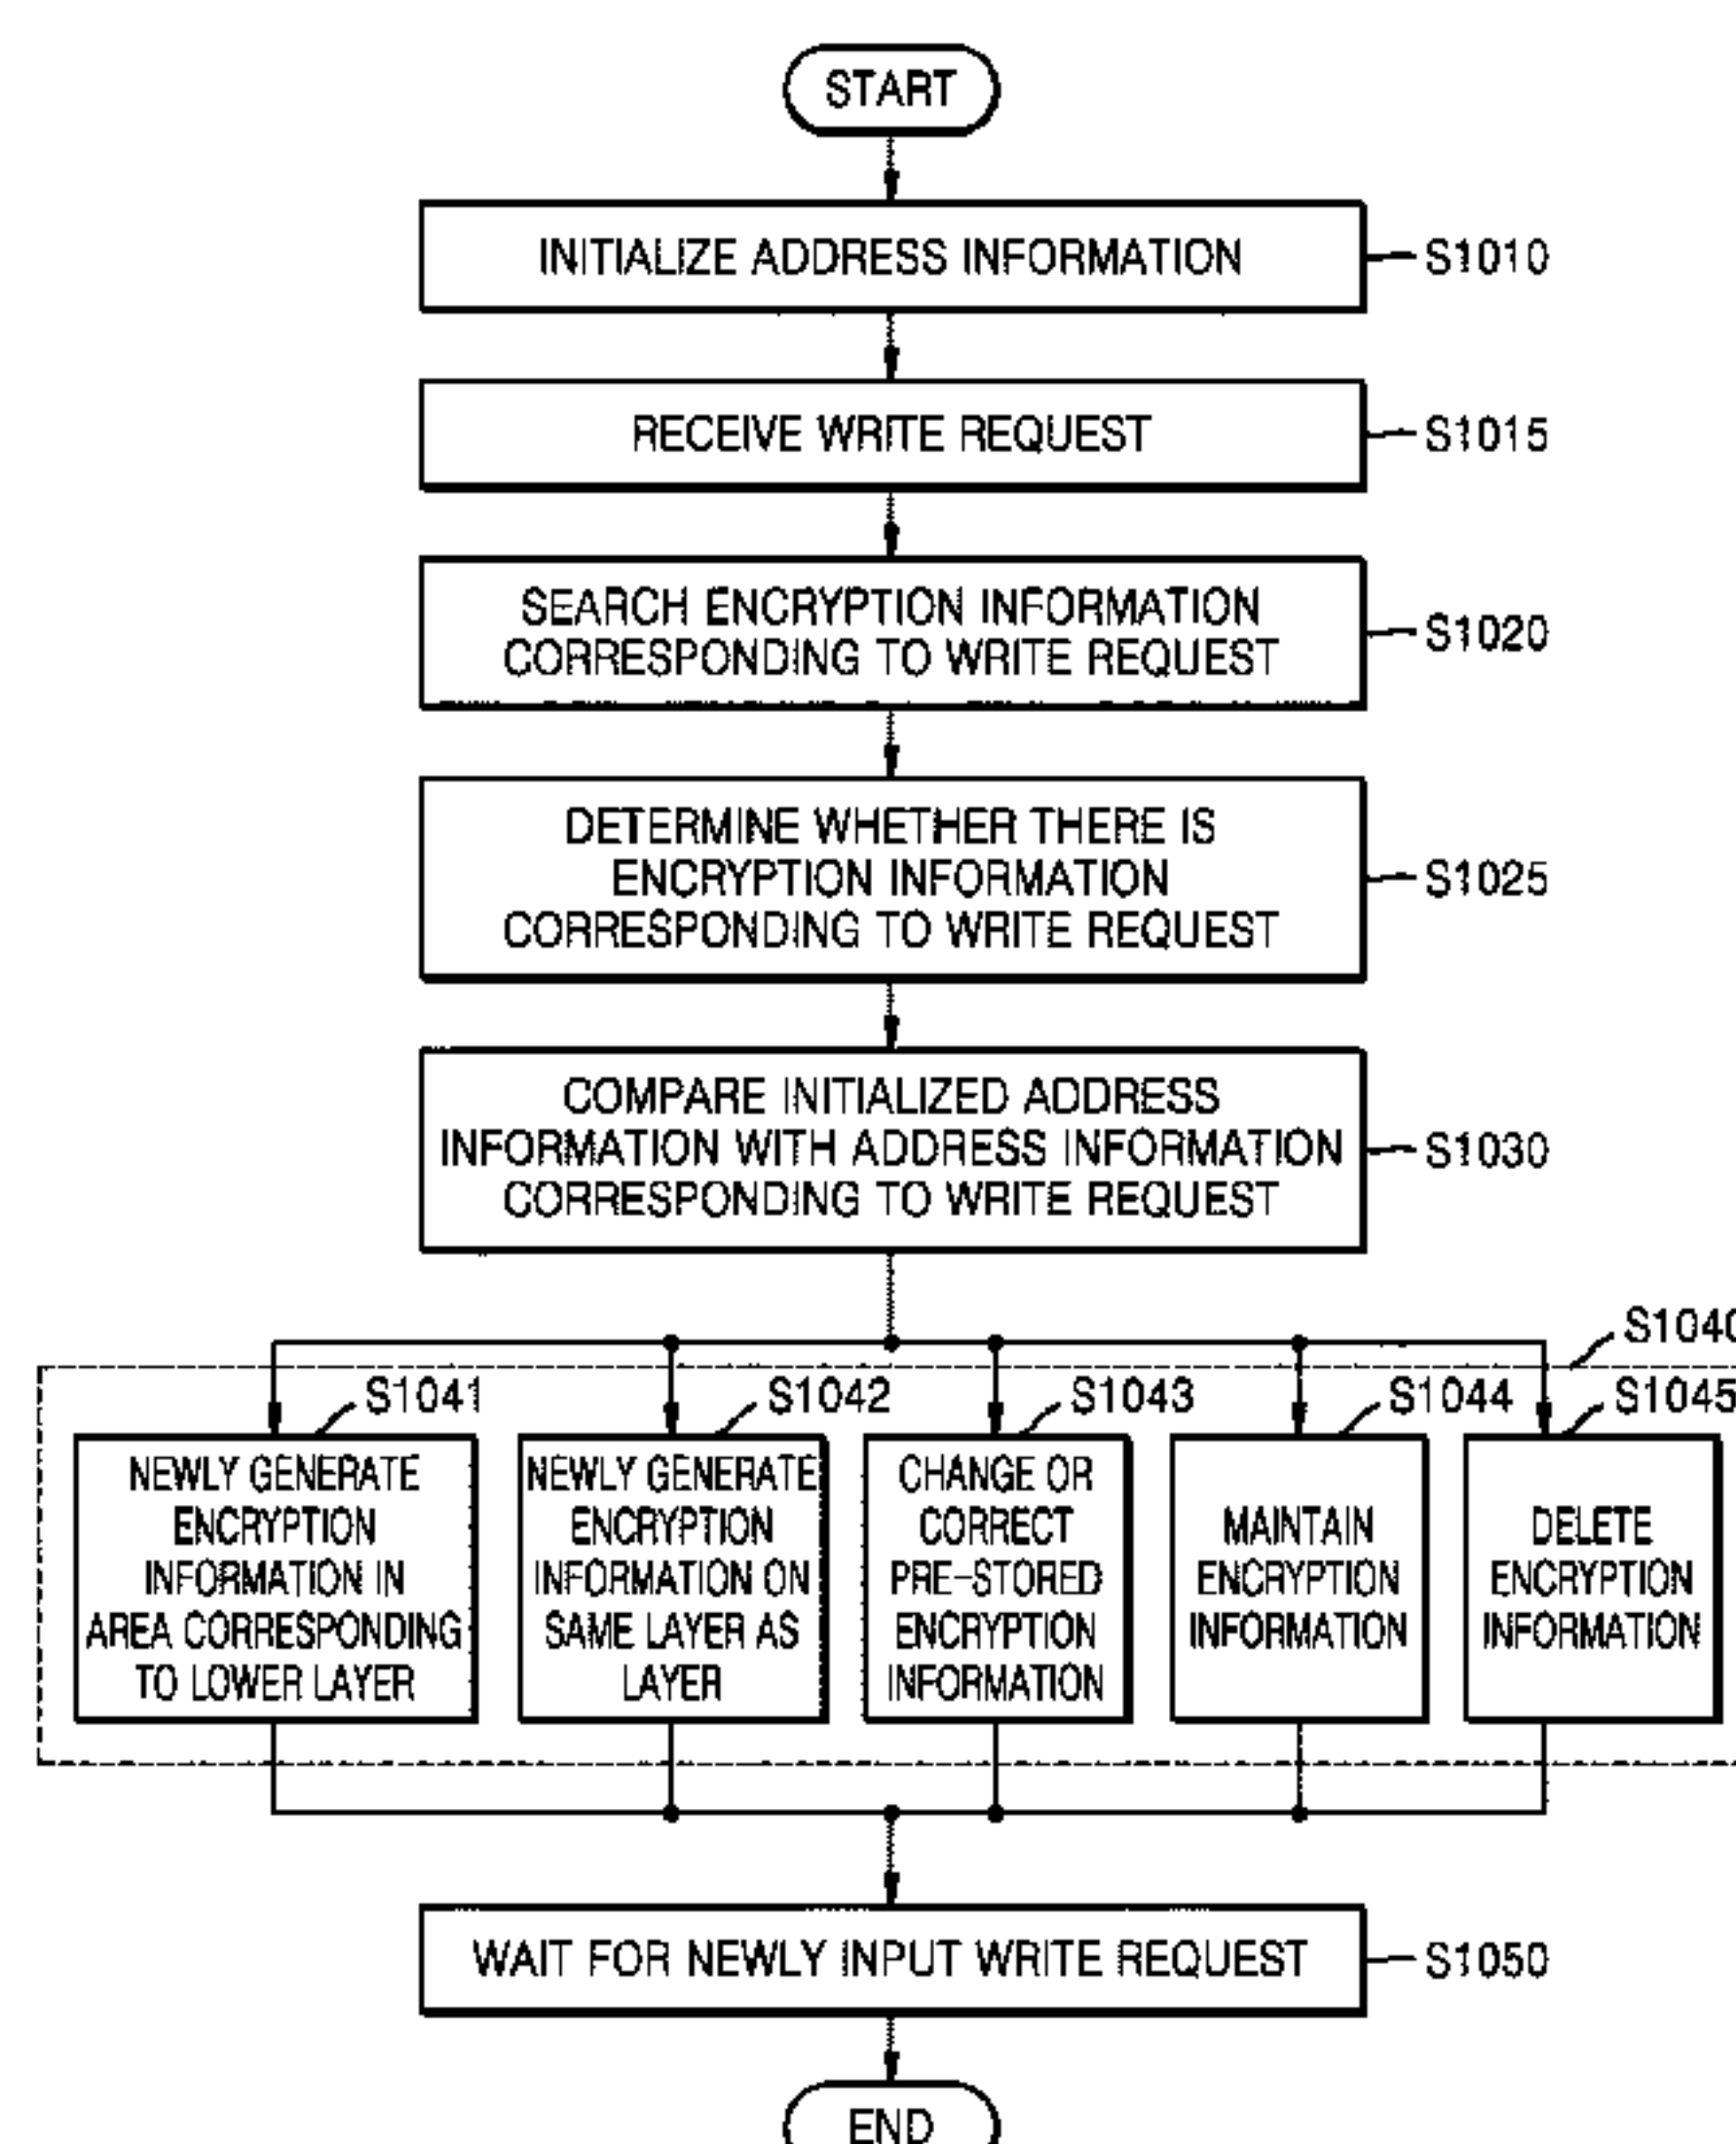 START
INITIALIZE ADDRESS INFORMATION
S1010
RECEIVE WRITE REQUEST
S1015
SEARCH ENCRYPTION INFORMATION
CORRESPONDING TO WRITE REQUEST
S1020
DETERMINE WHETHER THERE IS
ENCRYPTION INFORMATION
CORRESPONDING TO WRITE REQUEST
S1025
COMPARE INITIALIZED ADDRESS
INFORMATION WITH ADDRESS INFORMATION
CORRESPONDING TO WRITE REQUEST
S1030
S1040
S1041
NEWLY GENERATE
ENCRYPTION
INFORMATION IN
AREA CORRESPONDING
TO LOWER LAYER
S1042
NEWLY GENERATE
ENCRYPTION
INFORMATION ON
SAME LAYER AS
LAYER
S1043
CHANGE OR
CORRECT
PRE-STORED
ENCRYPTION
INFORMATION
S1044
MAINTAIN
ENCRYPTION
INFORMATION
S1045
DELETE
ENCRYPTION
INFORMATION
WAIT FOR NEWLY INPUT WRITE REQUEST
S1050
END